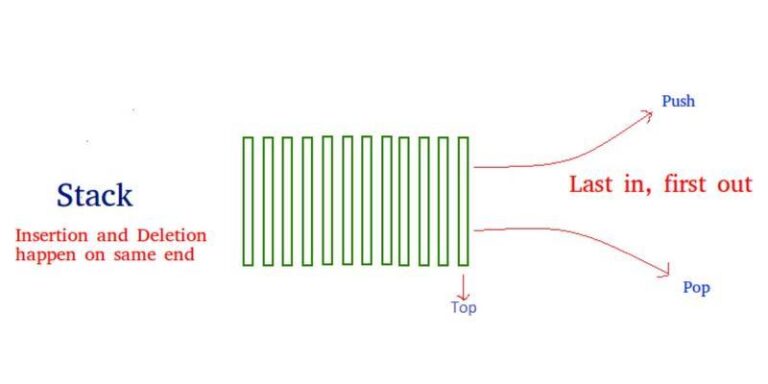 Push
Last in, first out
Stack
Insertion and Deletion
happen on same end
Pop
Top